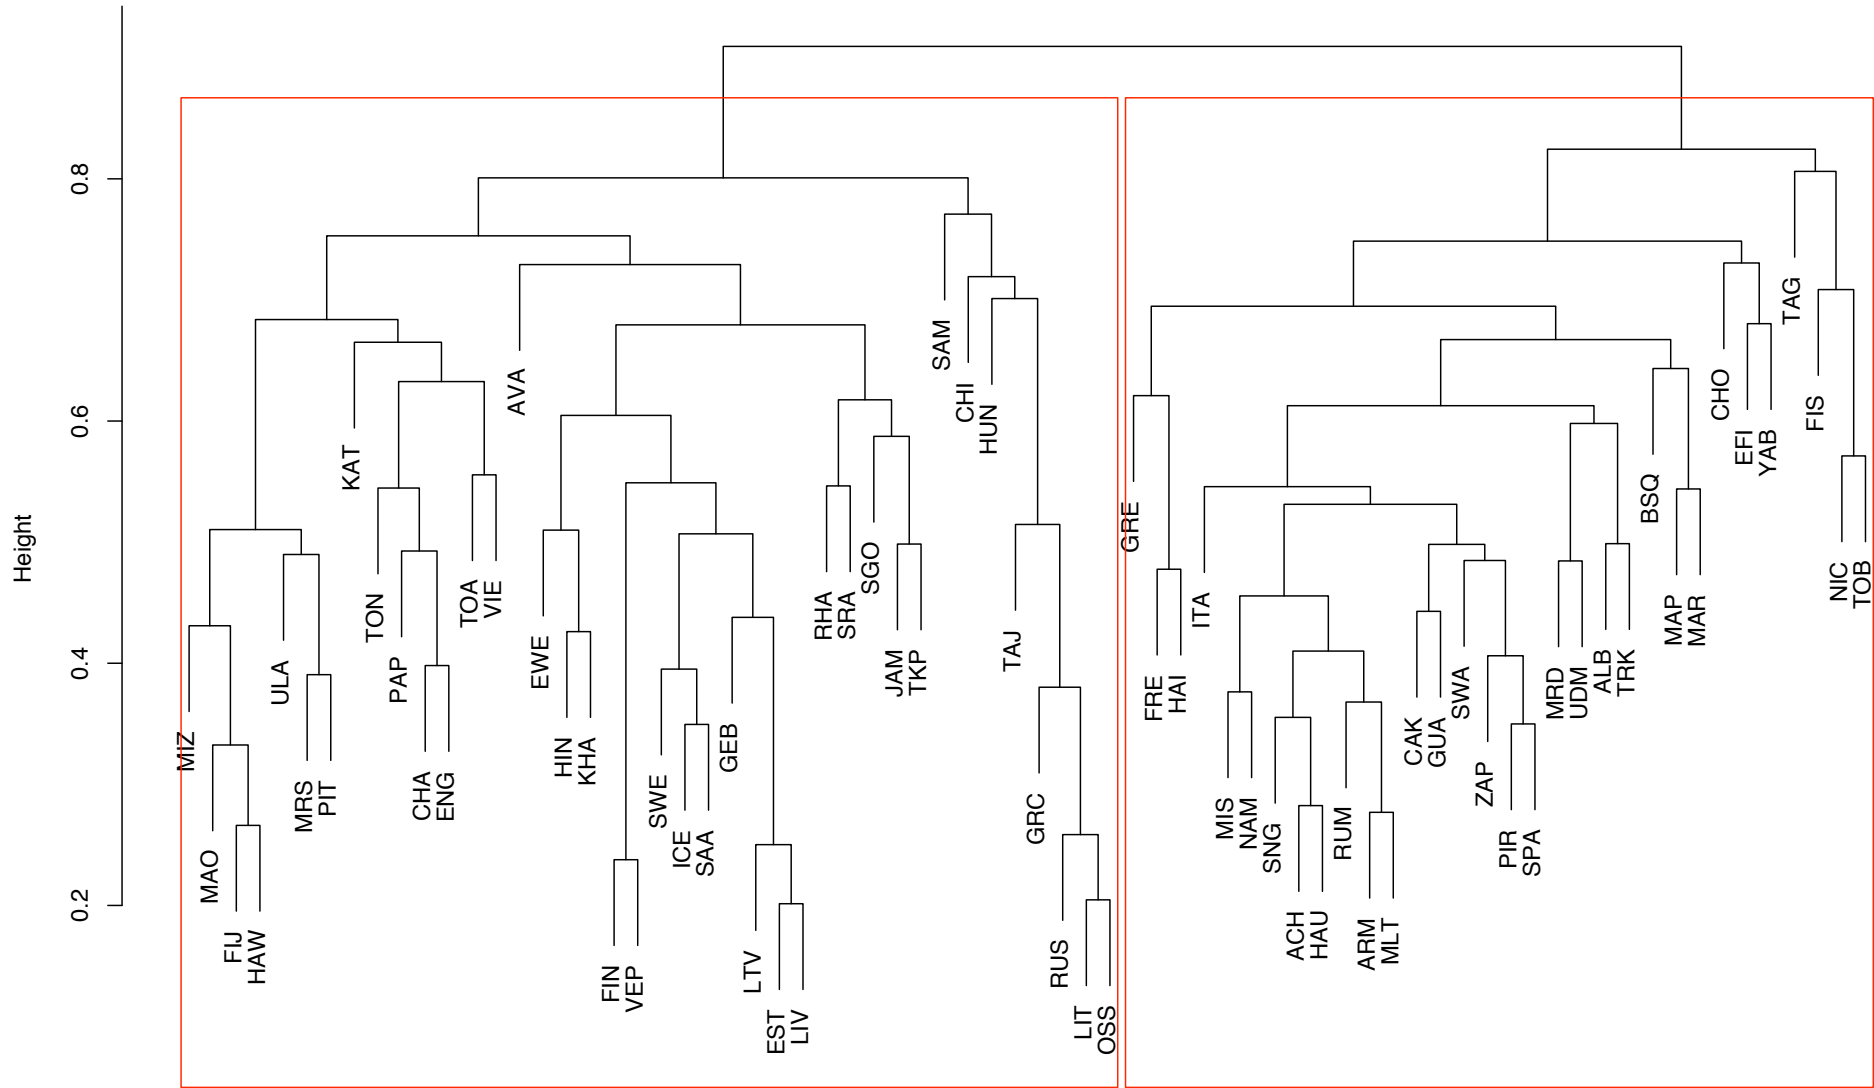 0.8
0.6
0.4
0.2
Height
MIZ
MAO
FIJ
HAW
ULA
MRS
PIT
KAT
TON
PAP
CHA
ENG
TOA
VIE
AVA
EWE
HIN
KHA
FIN
VEP
SWE
ICE
SAA
GEB
LTV
EST
LIV
RHA
SRA
SGO
JAM
TKP
SAM
CHI
HUN
TAJ
GRC
RUS
LIT
OSS
GRE
FRE
HAI
ITA
MIS
NAM
SNG
ACH
HAU
RUM
ARM
MLT
CAK
GUA
SWA
ZAP
PIR
SPA
MRD
UDM
ALB
TRK
BSQ
MAP
MAR
CHO
EFI
YAB
TAG
FIS
NIC
TOB